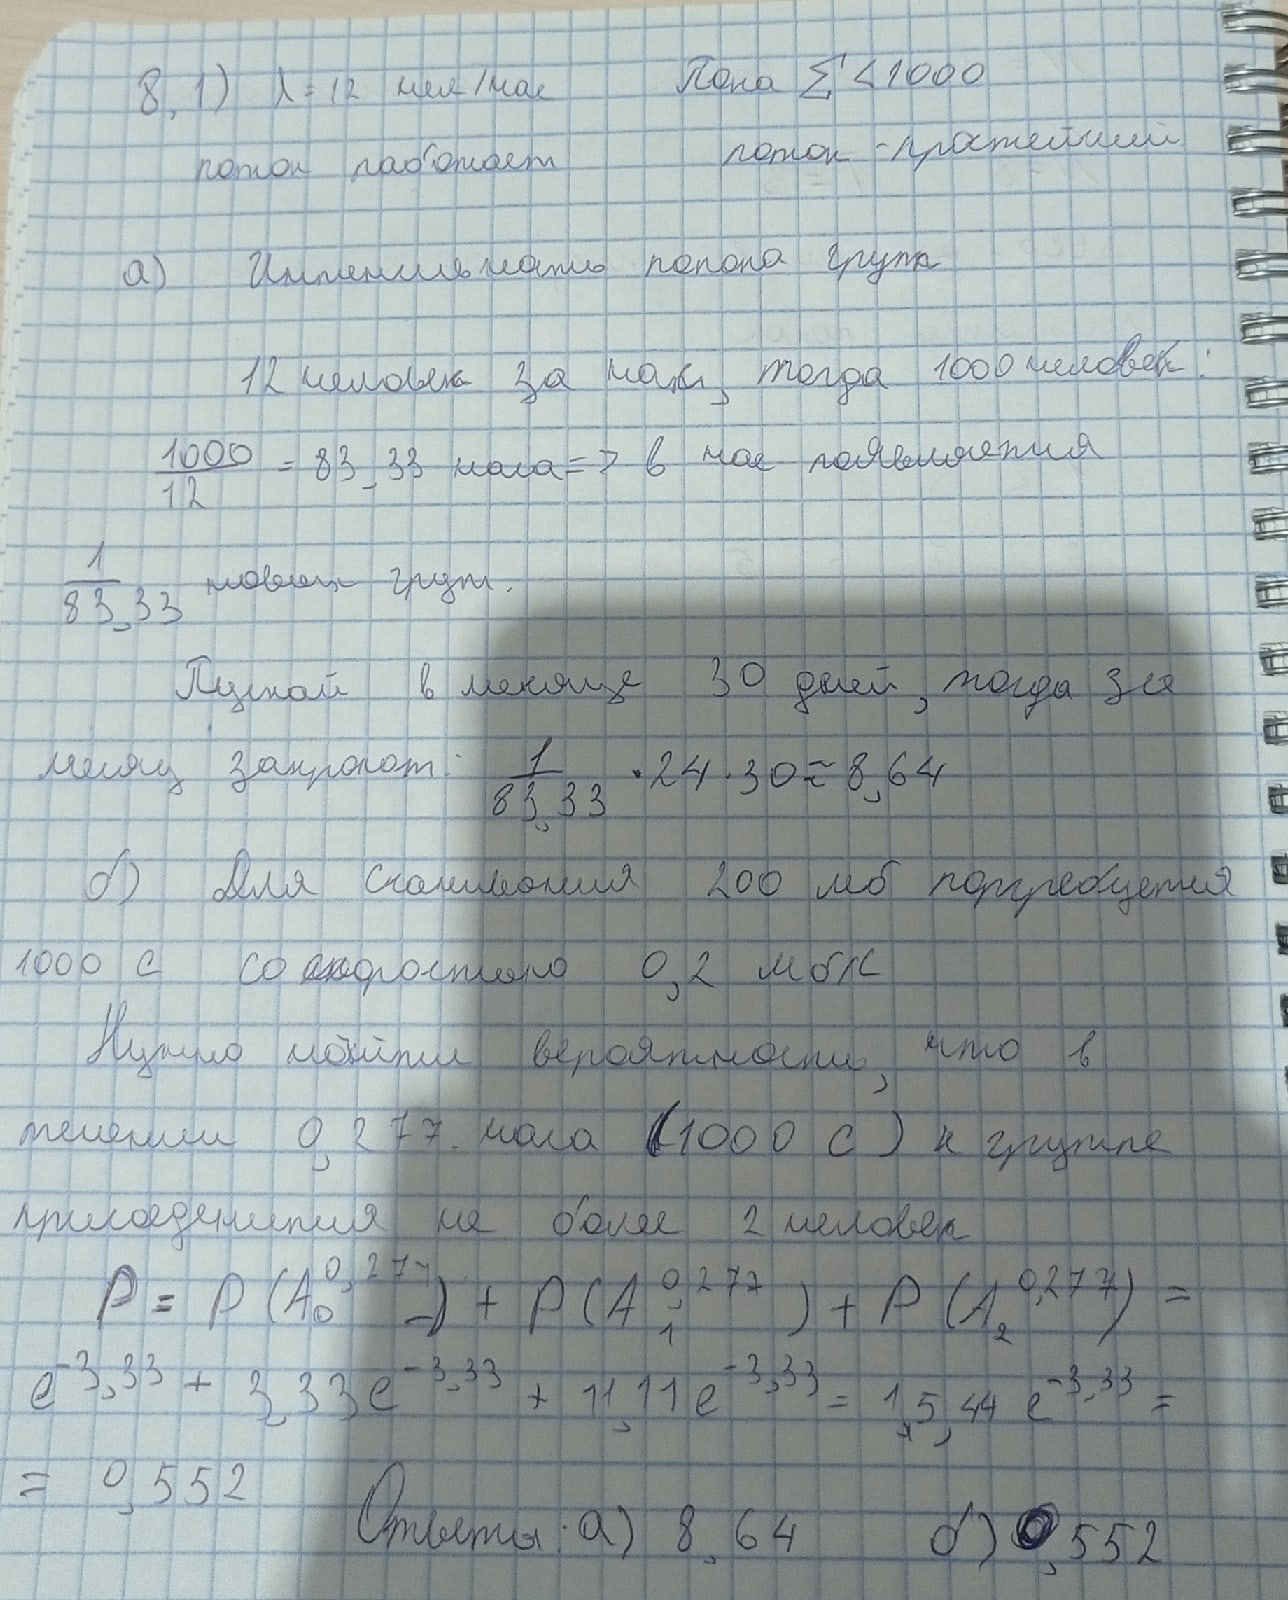 8,1) λ = 12 чел/час Пока Σ < 1000
поток работает поток - простейший
а) Интенсивность потока групп
12 человек за час, тогда 1000 человек:
1000/12 = 83,33 часа => в час появляется
1/83,33 новых групп.
Пускай в месяце 30 дней, тогда за
месяц закроют: 1/83,33 · 24 · 30 ≈ 8,64
б) Для скачивания 200 мб потребуется
1000 с со скоростью 0,2 мб/с
Нужно найти вероятность, что в
течении 0,277 часа (1000 с) к группе
присоединится не более 2 человек
P = P(A₀^0,277) + P(A₁^0,277) + P(A₂^0,277) =
e^-3,33 + 3,33 e^-3,33 + 11,11 e^-3,33 = 15,44 e^-3,33 =
= 0,552 Ответы: а) 8,64 б) 0,552